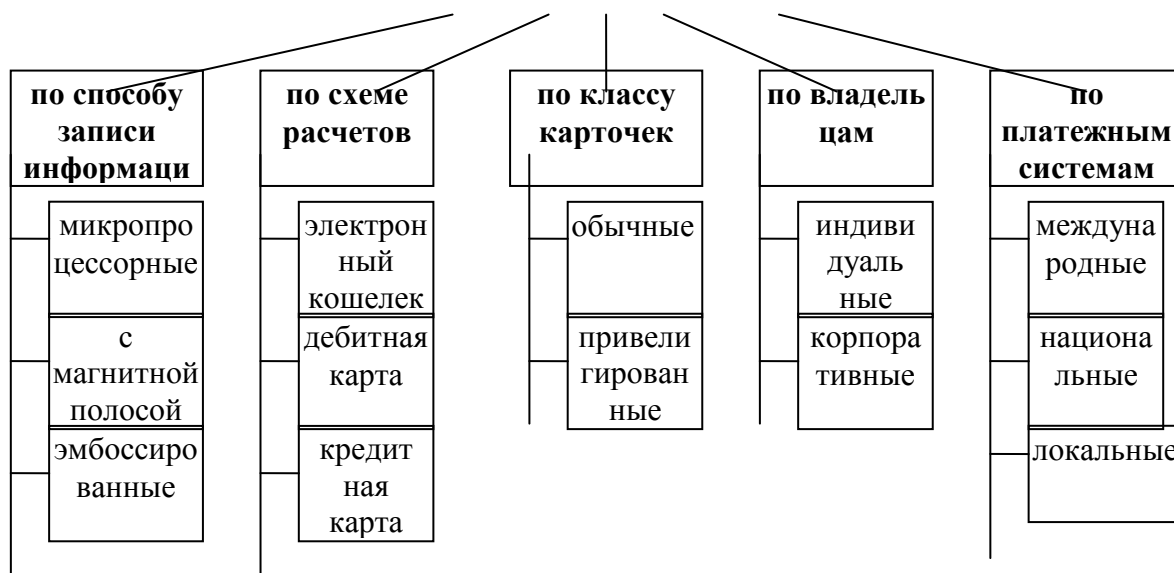 по способу
записи
информаци
по схеме
расчетов
по классу
карточек
по владель
цам
по
платежным
системам
микропро
цессорные
с
магнитной
полосой
эмбоссиро
ванные
электрон
ный
кошелек
дебитная
карта
кредит
ная
карта
обычные
привели
гирован
ные
индиви
дуаль
ные
корпора
тивные
междуна
родные
национа
льные
локальные